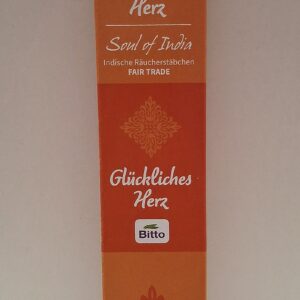 Herz
Soul of India
Indische Räucherstäbchen
FAIR TRADE
Glückliches
Herz
Bitto